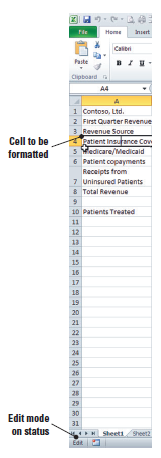 File Home Insert
Paste
Calibri
B I U
Clipboard
A4
A
1 Contoso, Ltd.
2 First Quarter Revenue
3 Revenue Source
Cell to be formatted
4 Patient Insurance Cov
5 Medicare/Medicaid
6 Patient copayments
Receipts from
7 Uninsured Patients
8 Total Revenue
9
10 Patients Treated
11
12
13
14
15
16
17
18
19
20
21
22
23
24
25
26
27
28
29
30
31
Edit mode on status
Sheet1 Sheet2
Edit